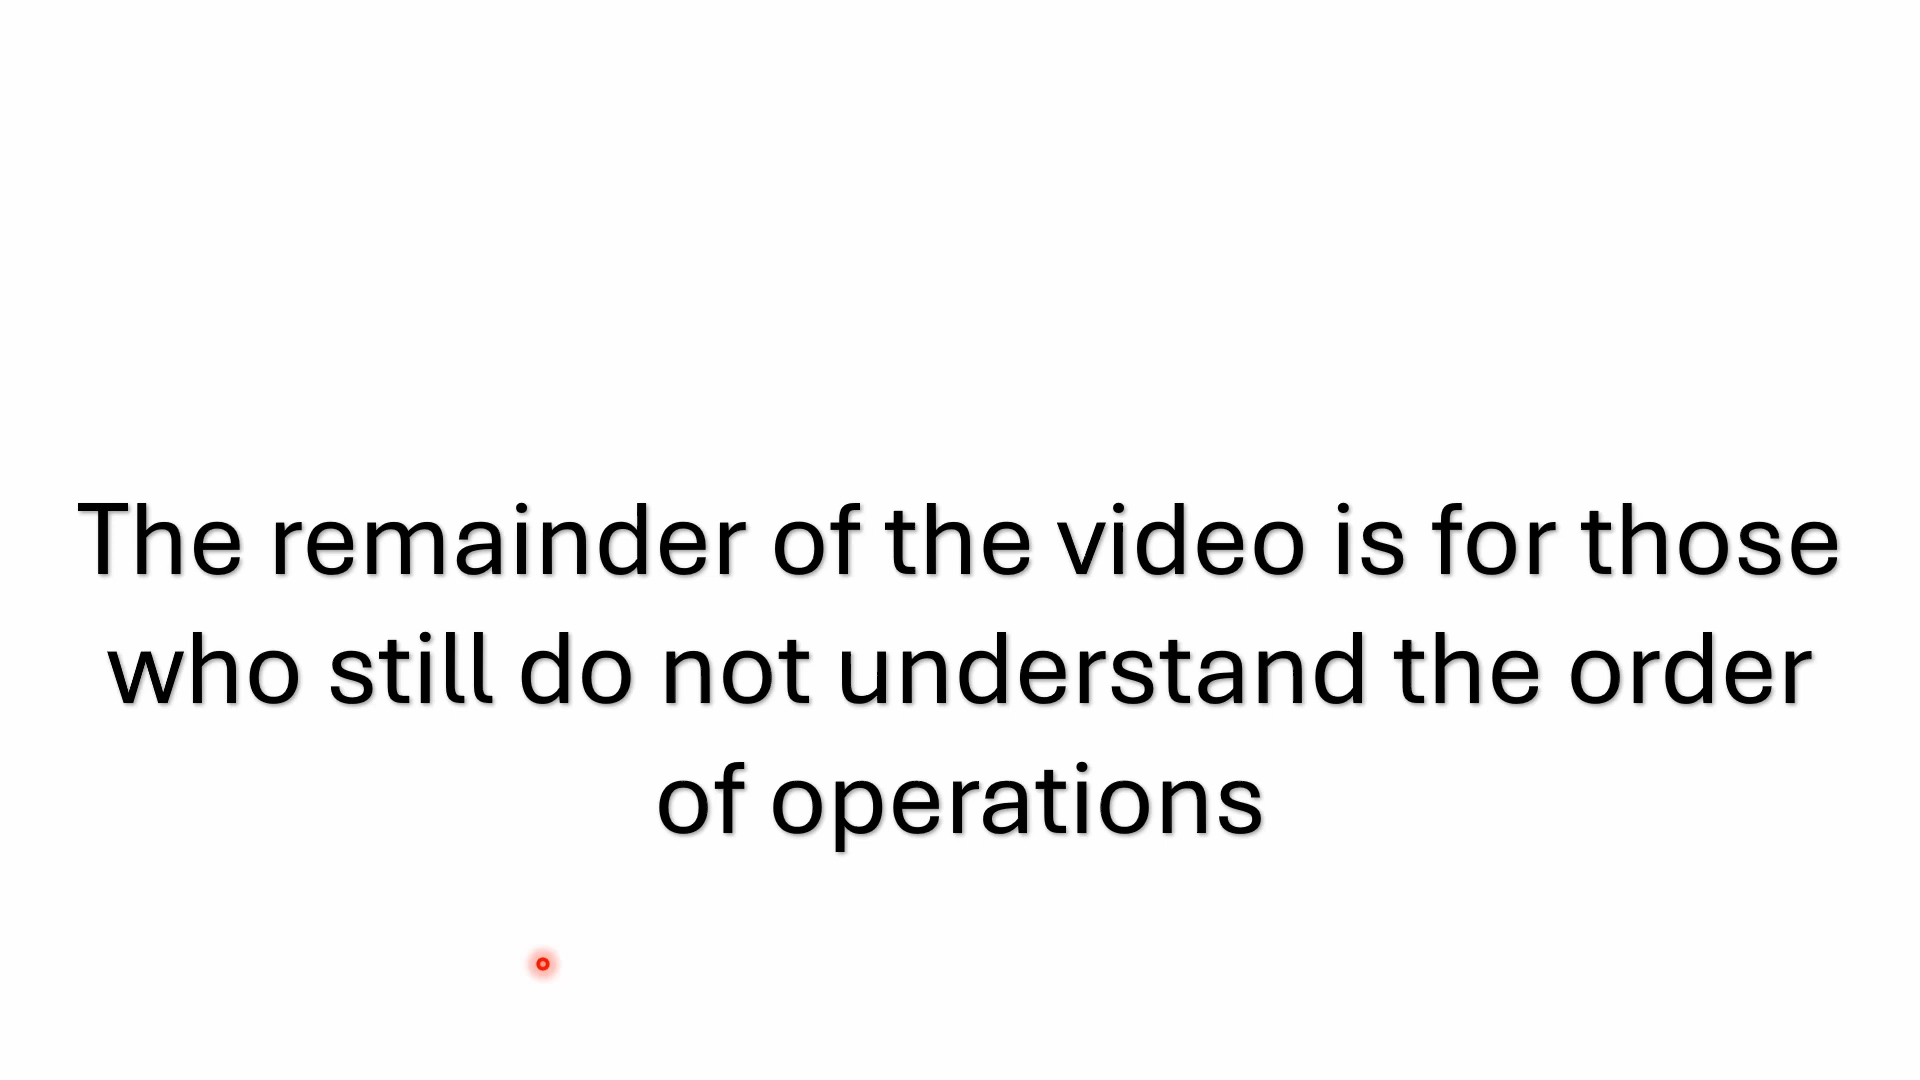 The remainder of the video is for those
who still do not understand the order
of operations